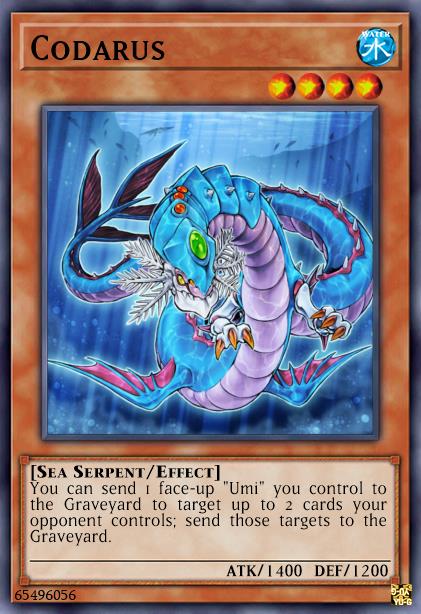 CODARUS
WATER
水
[SEA SERPENT/EFFECT]
You can send 1 face-up "Umi" you control to
the Graveyard to target up to 2 cards your
opponent controls; send those targets to the
Graveyard.
ATK/1400 DEF/1200
65496056